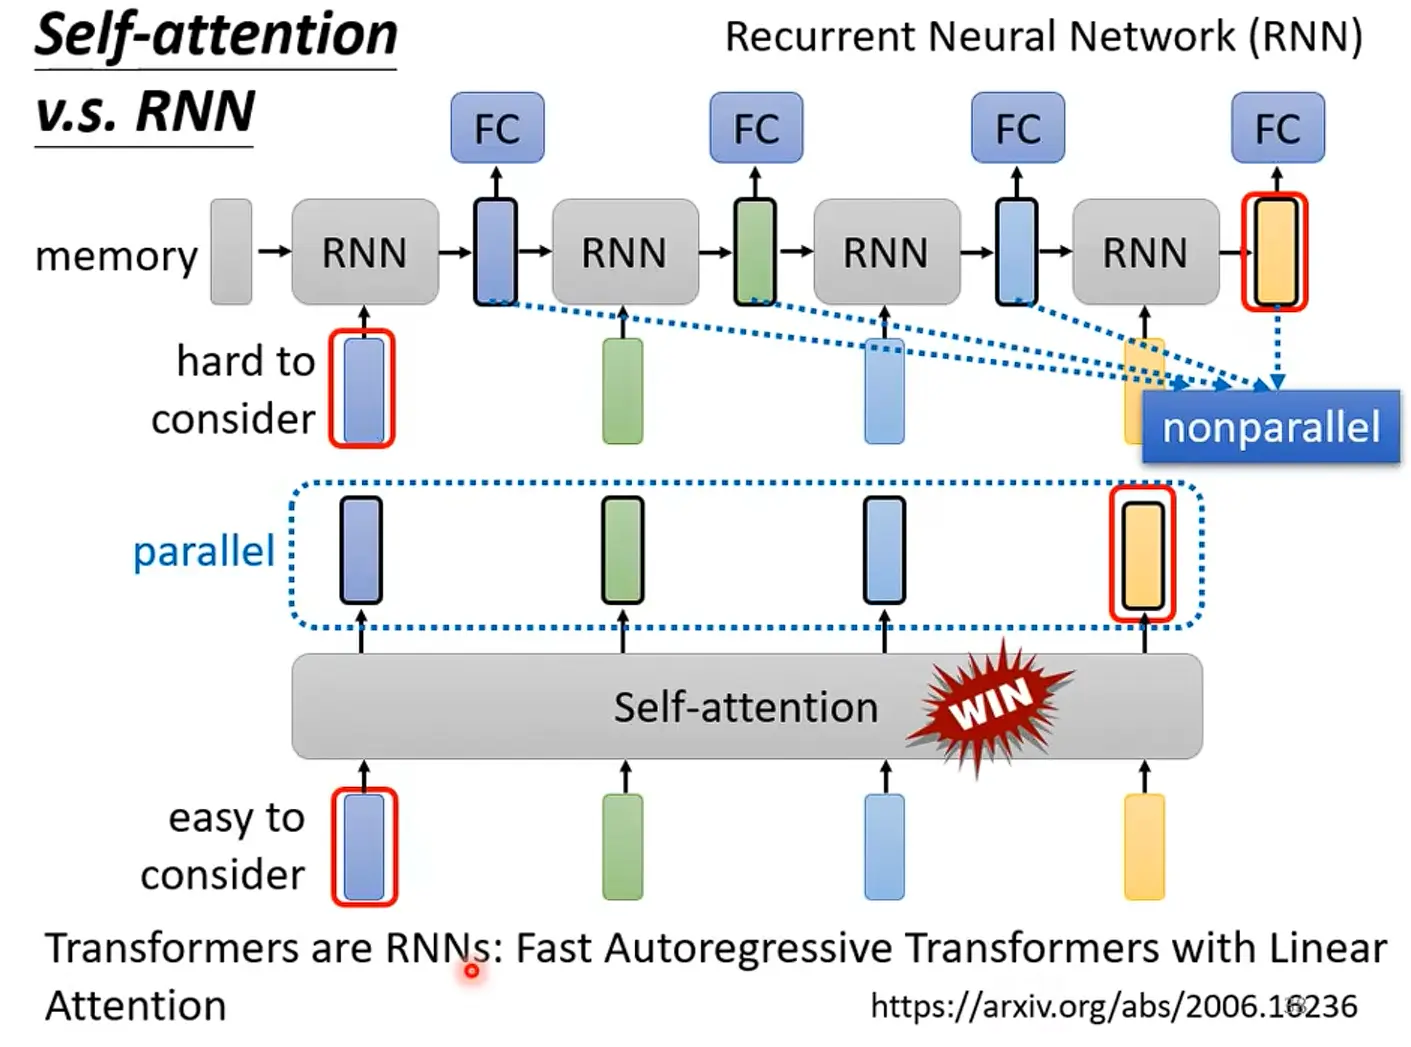 Self-attention
v.s. RNN
Recurrent Neural Network (RNN)
FC
FC
FC
FC
memory
RNN
RNN
RNN
RNN
hard to
consider
nonparallel
parallel
Self-attention
WIN
easy to
consider
Transformers are RNNs: Fast Autoregressive Transformers with Linear
Attention
https://arxiv.org/abs/2006.16236